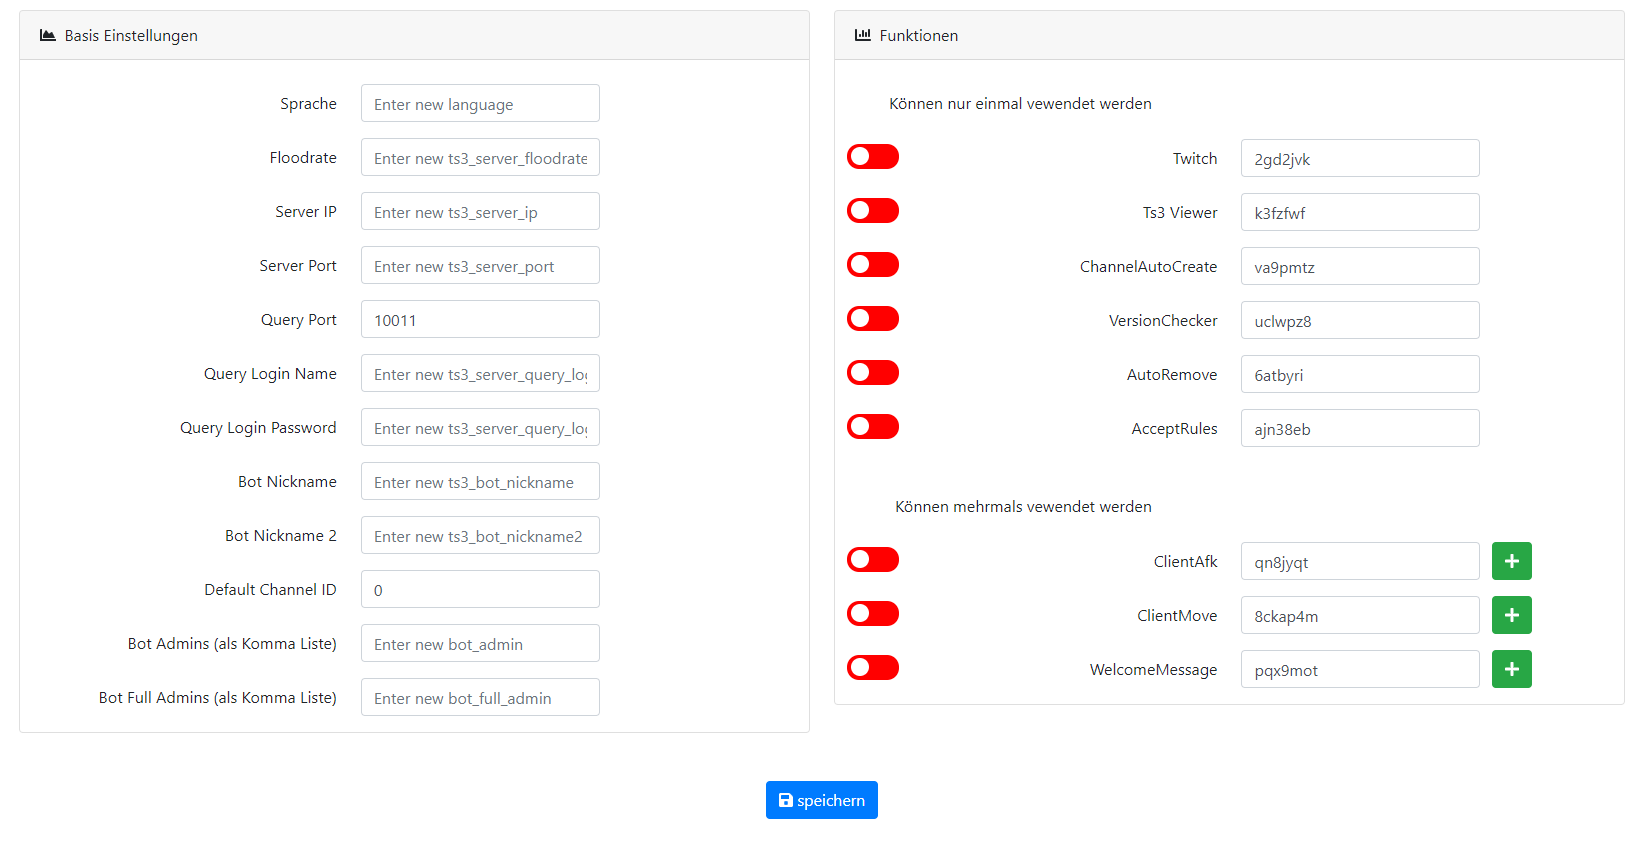 Basis Einstellungen
Sprache Enter new language
Floodrate Enter new ts3_server_floodrate
Server IP Enter new ts3_server_ip
Server Port Enter new ts3_server_port
Query Port 10011
Query Login Name Enter new ts3_server_query_log
Query Login Password Enter new ts3_server_query_log
Bot Nickname Enter new ts3_bot_nickname
Bot Nickname 2 Enter new ts3_bot_nickname2
Default Channel ID 0
Bot Admins (als Komma Liste) Enter new bot_admin
Bot Full Admins (als Komma Liste) Enter new bot_full_admin
Funktionen
Können nur einmal vewendet werden
Twitch 2gd2jvk
Ts3 Viewer k3fzfwf
ChannelAutoCreate va9pmtz
VersionChecker uclwpz8
AutoRemove 6atbyri
AcceptRules ajn38eb
Können mehrmals vewendet werden
ClientAfk qn8jyqt
ClientMove 8ckap4m
WelcomeMessage pqx9mot
speichern